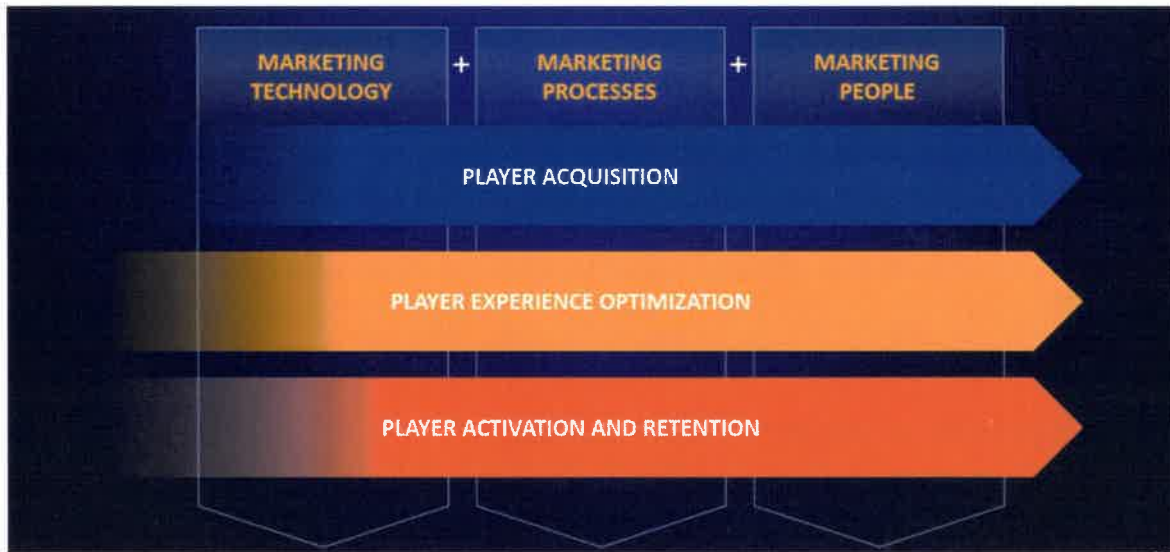 MARKETING
TECHNOLOGY
+
MARKETING
PROCESSES
+
MARKETING
PEOPLE
PLAYER ACQUISITION
PLAYER EXPERIENCE OPTIMIZATION
PLAYER ACTIVATION AND RETENTION